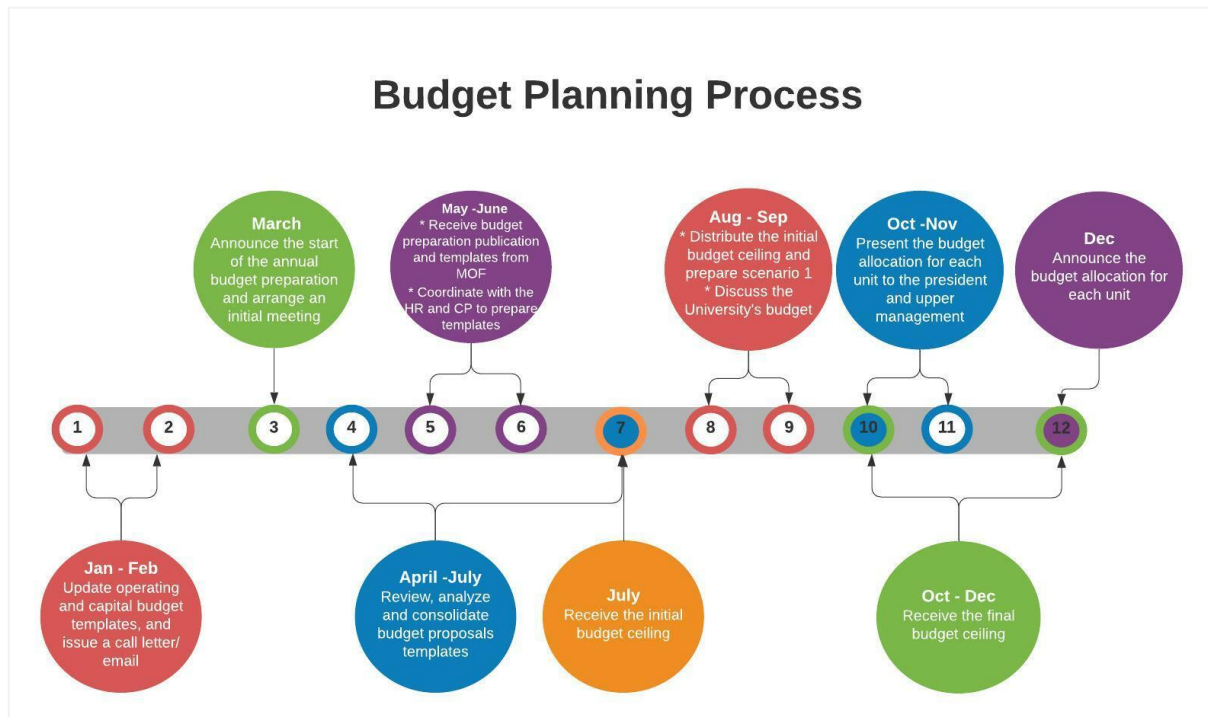 Budget Planning Process
March
Announce the start
of the annual
budget preparation
and arrange an
initial meeting
May -June
* Receive budget
preparation publication
and templates from
MOF
* Coordinate with the
HR and CP to prepare
templates
Aug - Sep
* Distribute the initial
budget ceiling and
prepare scenario 1
* Discuss the
University's budget
Oct -Nov
Present the budget
allocation for each
unit to the president
and upper
management
Dec
Announce the
budget allocation for
each unit
1 2 3 4 5 6 7 8 9 10 11 12
Jan - Feb
Update operating
and capital budget
templates, and
issue a call letter/
email
April -July
Review, analyze
and consolidate
budget proposals
templates
July
Receive the initial
budget ceiling
Oct - Dec
Receive the final
budget ceiling